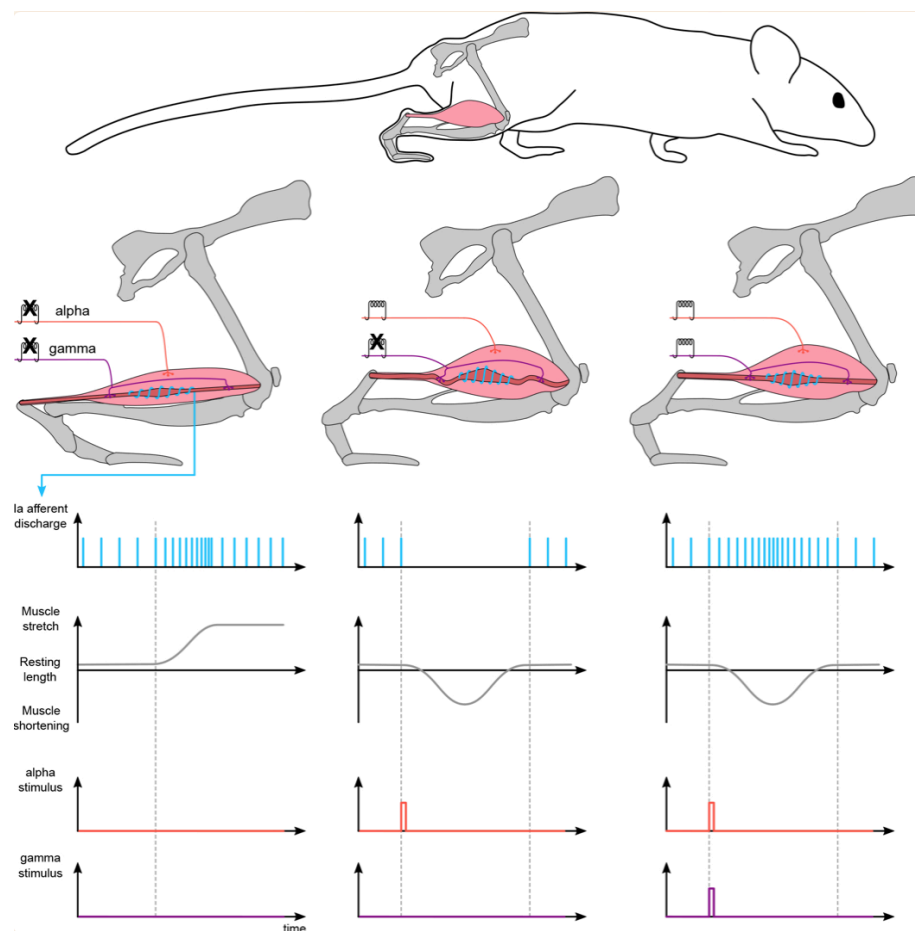 X
alpha
X
gamma
X
Ia afferent
discharge
Muscle
stretch
Resting
length
Muscle
shortening
alpha
stimulus
gamma
stimulus
time